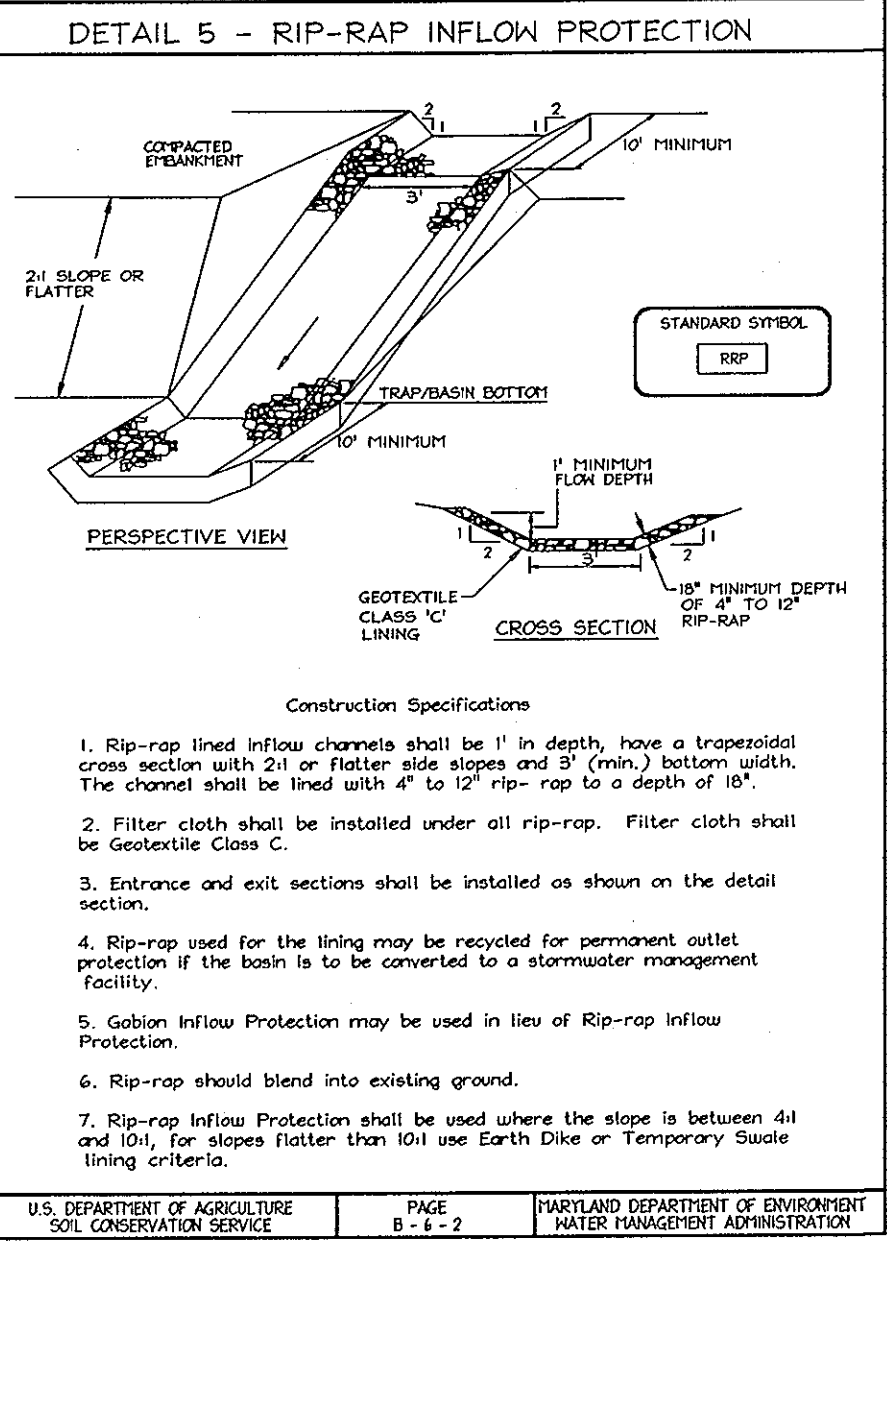 DETAIL 5 - RIP-RAP INFLOW PROTECTION
2
1
1
2
COMPACTED
EMBANKMENT
10' MINIMUM
3'
2:1 SLOPE OR
FLATTER
STANDARD SYMBOL
RRP
TRAP/BASIN BOTTOM
10' MINIMUM
PERSPECTIVE VIEW
1' MINIMUM
FLOW DEPTH
1
2
3'
2
1
GEOTEXTILE
CLASS 'C'
LINING
18" MINIMUM DEPTH
OF 4" TO 12"
RIP-RAP
CROSS SECTION
Construction Specifications
1. Rip-rap lined inflow channels shall be 1' in depth, have a trapezoidal
cross section with 2:1 or flatter side slopes and 3' (min.) bottom width.
The channel shall be lined with 4" to 12" rip- rap to a depth of 18".
2. Filter cloth shall be installed under all rip-rap. Filter cloth shall
be Geotextile Class C.
3. Entrance and exit sections shall be installed as shown on the detail
section.
4. Rip-rap used for the lining may be recycled for permanent outlet
protection if the basin is to be converted to a stormwater management
facility.
5. Gabion Inflow Protection may be used in lieu of Rip-rap Inflow
Protection.
6. Rip-rap should blend into existing ground.
7. Rip-rap Inflow Protection shall be used where the slope is between 4:1
and 10:1, for slopes flatter than 10:1 use Earth Dike or Temporary Swale
lining criteria.
U.S. DEPARTMENT OF AGRICULTURE
SOIL CONSERVATION SERVICE
PAGE
B - 6 - 2
MARYLAND DEPARTMENT OF ENVIRONMENT
WATER MANAGEMENT ADMINISTRATION